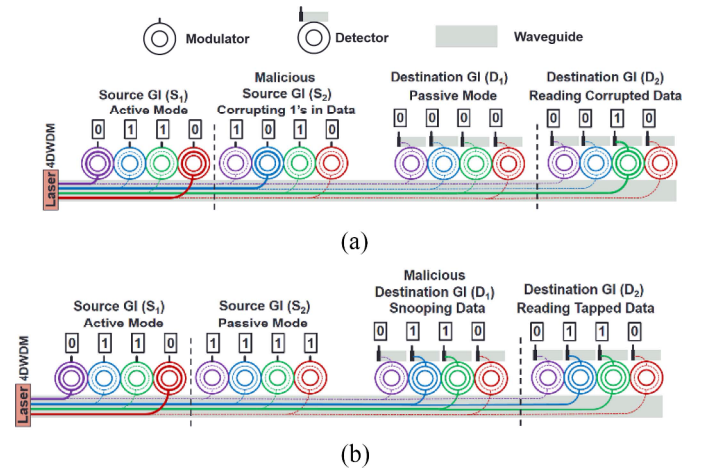 Modulator
Detector
Waveguide
Source GI (S1)
Active Mode
0 1 1 0
Malicious
Source GI (S2)
Corrupting 1's in Data
1 0 1 0
Destination GI (D1)
Passive Mode
0 0 0 0
Destination GI (D2)
Reading Corrupted Data
0 0 1 0
Laser
4DWDM
(a)
Source GI (S1)
Active Mode
0 1 1 0
Source GI (S2)
Passive Mode
1 1 1 1
Malicious
Destination GI (D1)
Snooping Data
0 1 1 0
Destination GI (D2)
Reading Tapped Data
0 1 1 0
Laser
4DWDM
(b)